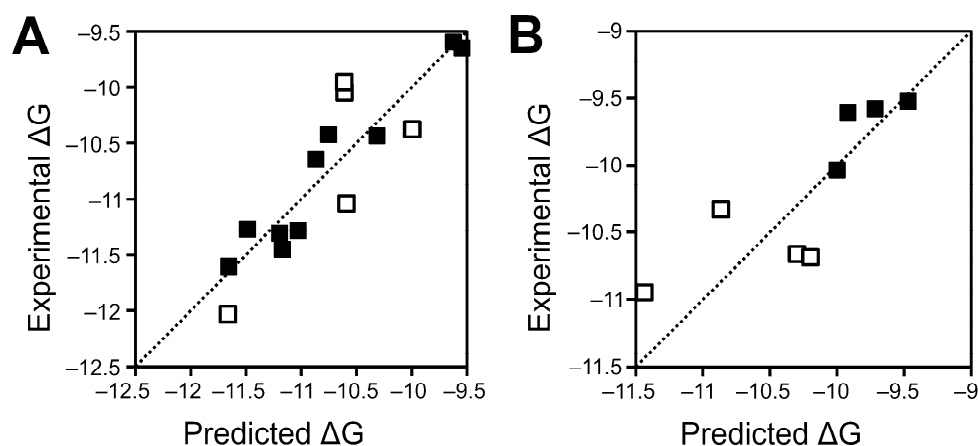 A
Experimental ΔG
–9.5
–10
–10.5
–11
–11.5
–12
–12.5
–12.5 –12 –11.5 –11 –10.5 –10 –9.5
Predicted ΔG
B
Experimental ΔG
–9
–9.5
–10
–10.5
–11
–11.5
–11.5 –11 –10.5 –10 –9.5 –9
Predicted ΔG